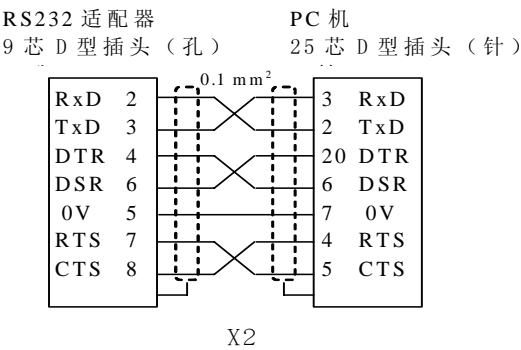 RS232 适配器 PC 机
9 芯 D 型插头（孔） 25 芯 D 型插头（针）
0.1 mm²
RxD 2 3 RxD
TxD 3 2 TxD
DTR 4 20 DTR
DSR 6 6 DSR
0V 5 7 0V
RTS 7 4 RTS
CTS 8 5 CTS
X2